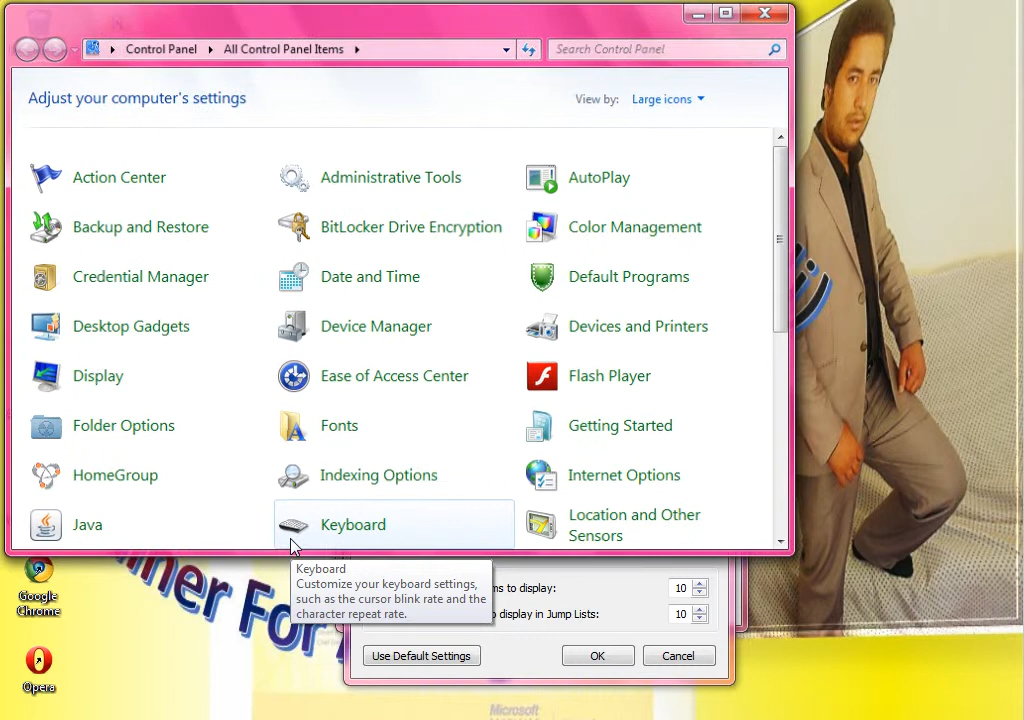 Control Panel
All Control Panel Items
Search Control Panel
Adjust your computer's settings
View by:
Large icons
Action Center
Administrative Tools
AutoPlay
Backup and Restore
BitLocker Drive Encryption
Color Management
Credential Manager
Date and Time
Default Programs
Desktop Gadgets
Device Manager
Devices and Printers
Display
Ease of Access Center
Flash Player
Folder Options
Fonts
Getting Started
HomeGroup
Indexing Options
Internet Options
Java
Keyboard
Location and Other
Sensors
Keyboard
Customize your keyboard settings,
such as the cursor blink rate and the
character repeat rate.
ms to display:
10
display in Jump Lists:
10
Use Default Settings
OK
Cancel
Google
Chrome
Opera
For
Microsoft